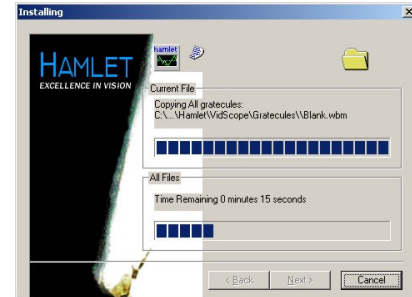 Installing
hamlet
HAMLET
EXCELLENCE IN VISION
Current File
Copying All gratecules:
C:\...\Hamlet\VidScope\Gratecules\\Blank.wbm
All Files
Time Remaining 0 minutes 15 seconds
< Back
Next >
Cancel